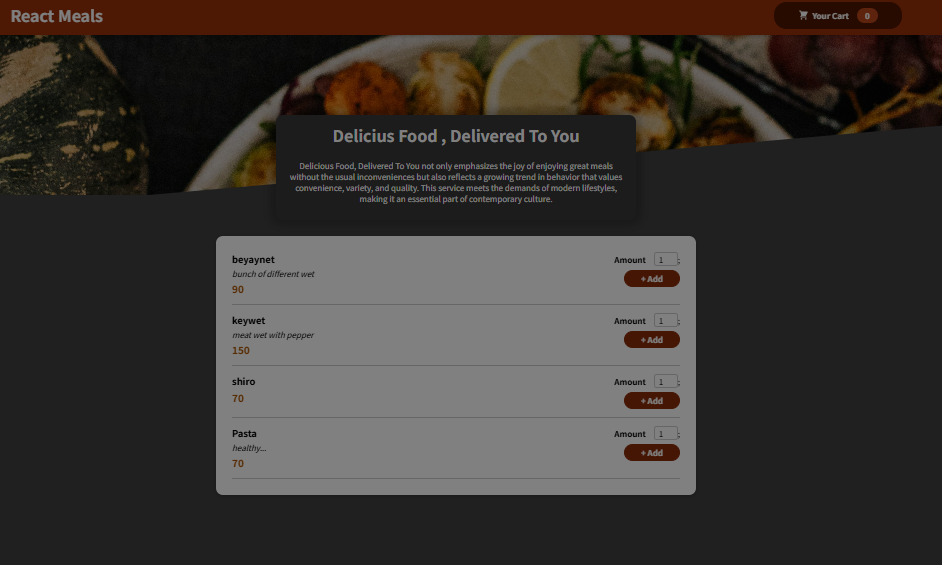 React Meals
Your Cart 0
Delicius Food , Delivered To You
Delicious Food, Delivered To You not only emphasizes the joy of enjoying great meals
without the usual inconveniences but also reflects a growing trend in behavior that values
convenience, variety, and quality. This service meets the demands of modern lifestyles,
making it an essential part of contemporary culture.
beyaynet
Amount 1 ;
bunch of different wet
+ Add
90
keywet
Amount 1 ;
meat wet with pepper
+ Add
150
shiro
Amount 1 ;
70
+ Add
Pasta
Amount 1 ;
healthy...
+ Add
70